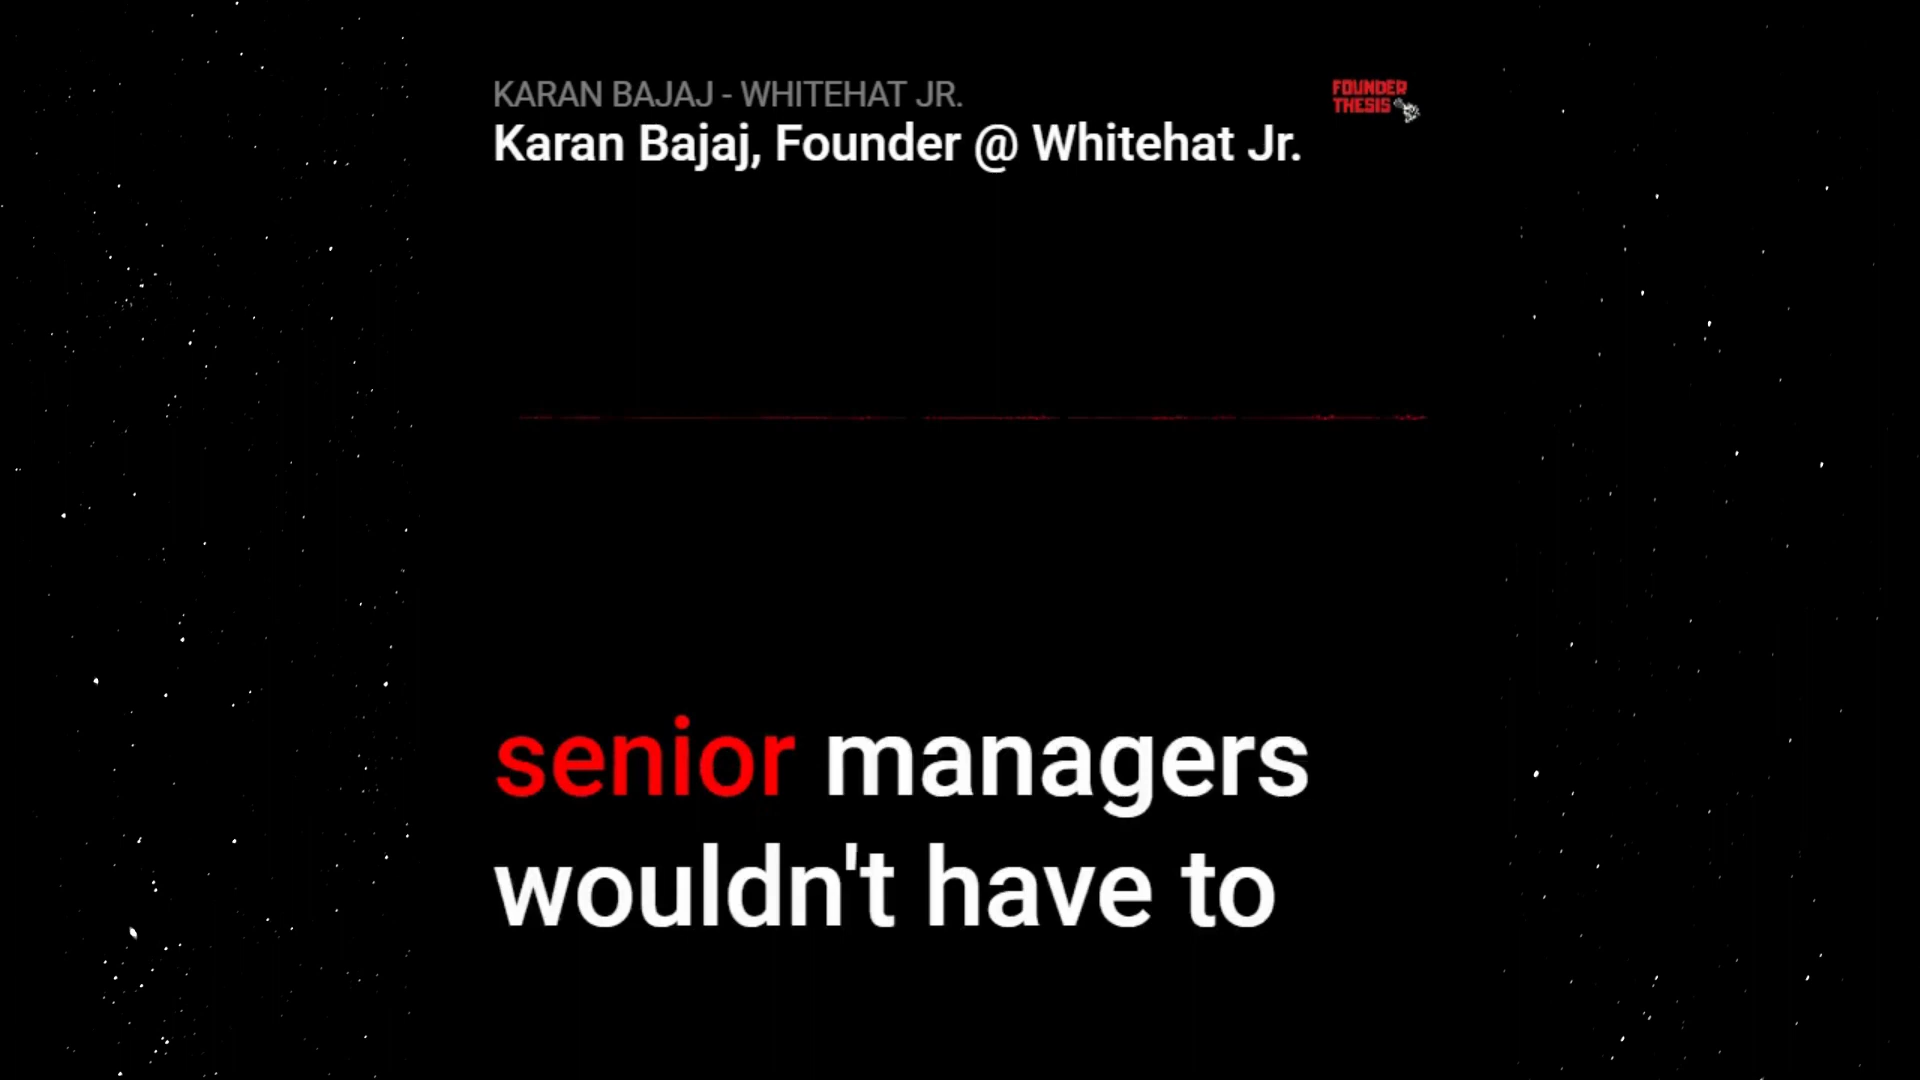 KARAN BAJAJ - WHITEHAT JR.
Karan Bajaj, Founder @ Whitehat Jr.
FOUNDER
THESIS
senior managers
wouldn't have to